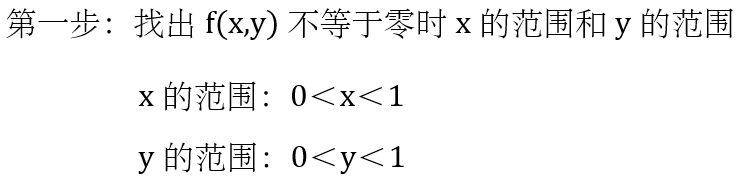 第一步：找出 f(x,y) 不等于零时 x 的范围和 y 的范围
x 的范围：0＜x＜1
y 的范围：0＜y＜1